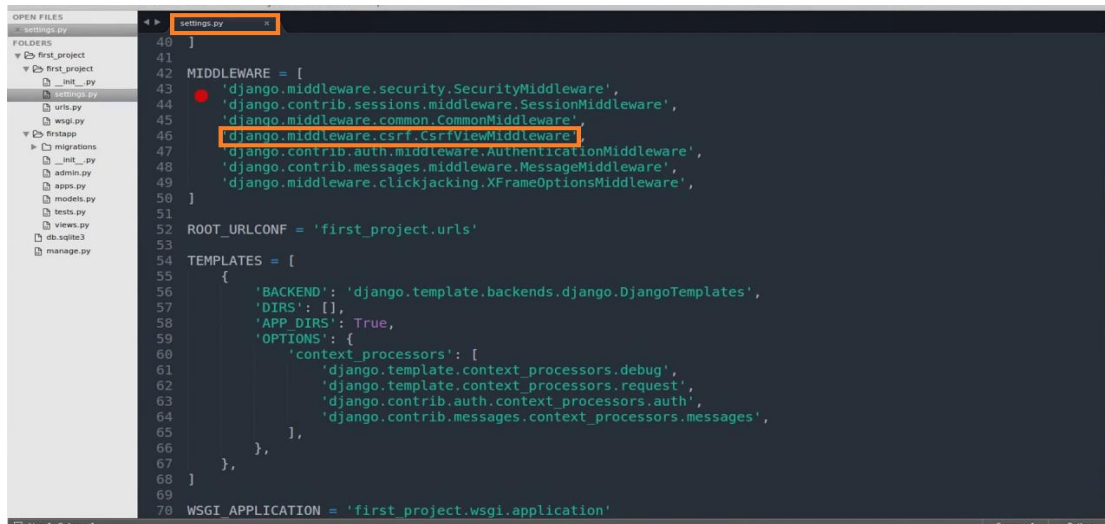 OPEN FILES
settings.py
FOLDERS
first_project
first_project
__init__.py
settings.py
urls.py
wsgi.py
firstapp
migrations
__init__.py
admin.py
apps.py
models.py
tests.py
views.py
db.sqlite3
manage.py
settings.py ×
40 ]
41
42 MIDDLEWARE = [
43 'django.middleware.security.SecurityMiddleware',
44 'django.contrib.sessions.middleware.SessionMiddleware',
45 'django.middleware.common.CommonMiddleware',
46 'django.middleware.csrf.CsrfViewMiddleware',
47 'django.contrib.auth.middleware.AuthenticationMiddleware',
48 'django.contrib.messages.middleware.MessageMiddleware',
49 'django.middleware.clickjacking.XFrameOptionsMiddleware',
50 ]
51
52 ROOT_URLCONF = 'first_project.urls'
53
54 TEMPLATES = [
55 {
56 'BACKEND': 'django.template.backends.django.DjangoTemplates',
57 'DIRS': [],
58 'APP_DIRS': True,
59 'OPTIONS': {
60 'context_processors': [
61 'django.template.context_processors.debug',
62 'django.template.context_processors.request',
63 'django.contrib.auth.context_processors.auth',
64 'django.contrib.messages.context_processors.messages',
65 ],
66 },
67 },
68 ]
69
70 WSGI_APPLICATION = 'first_project.wsgi.application'